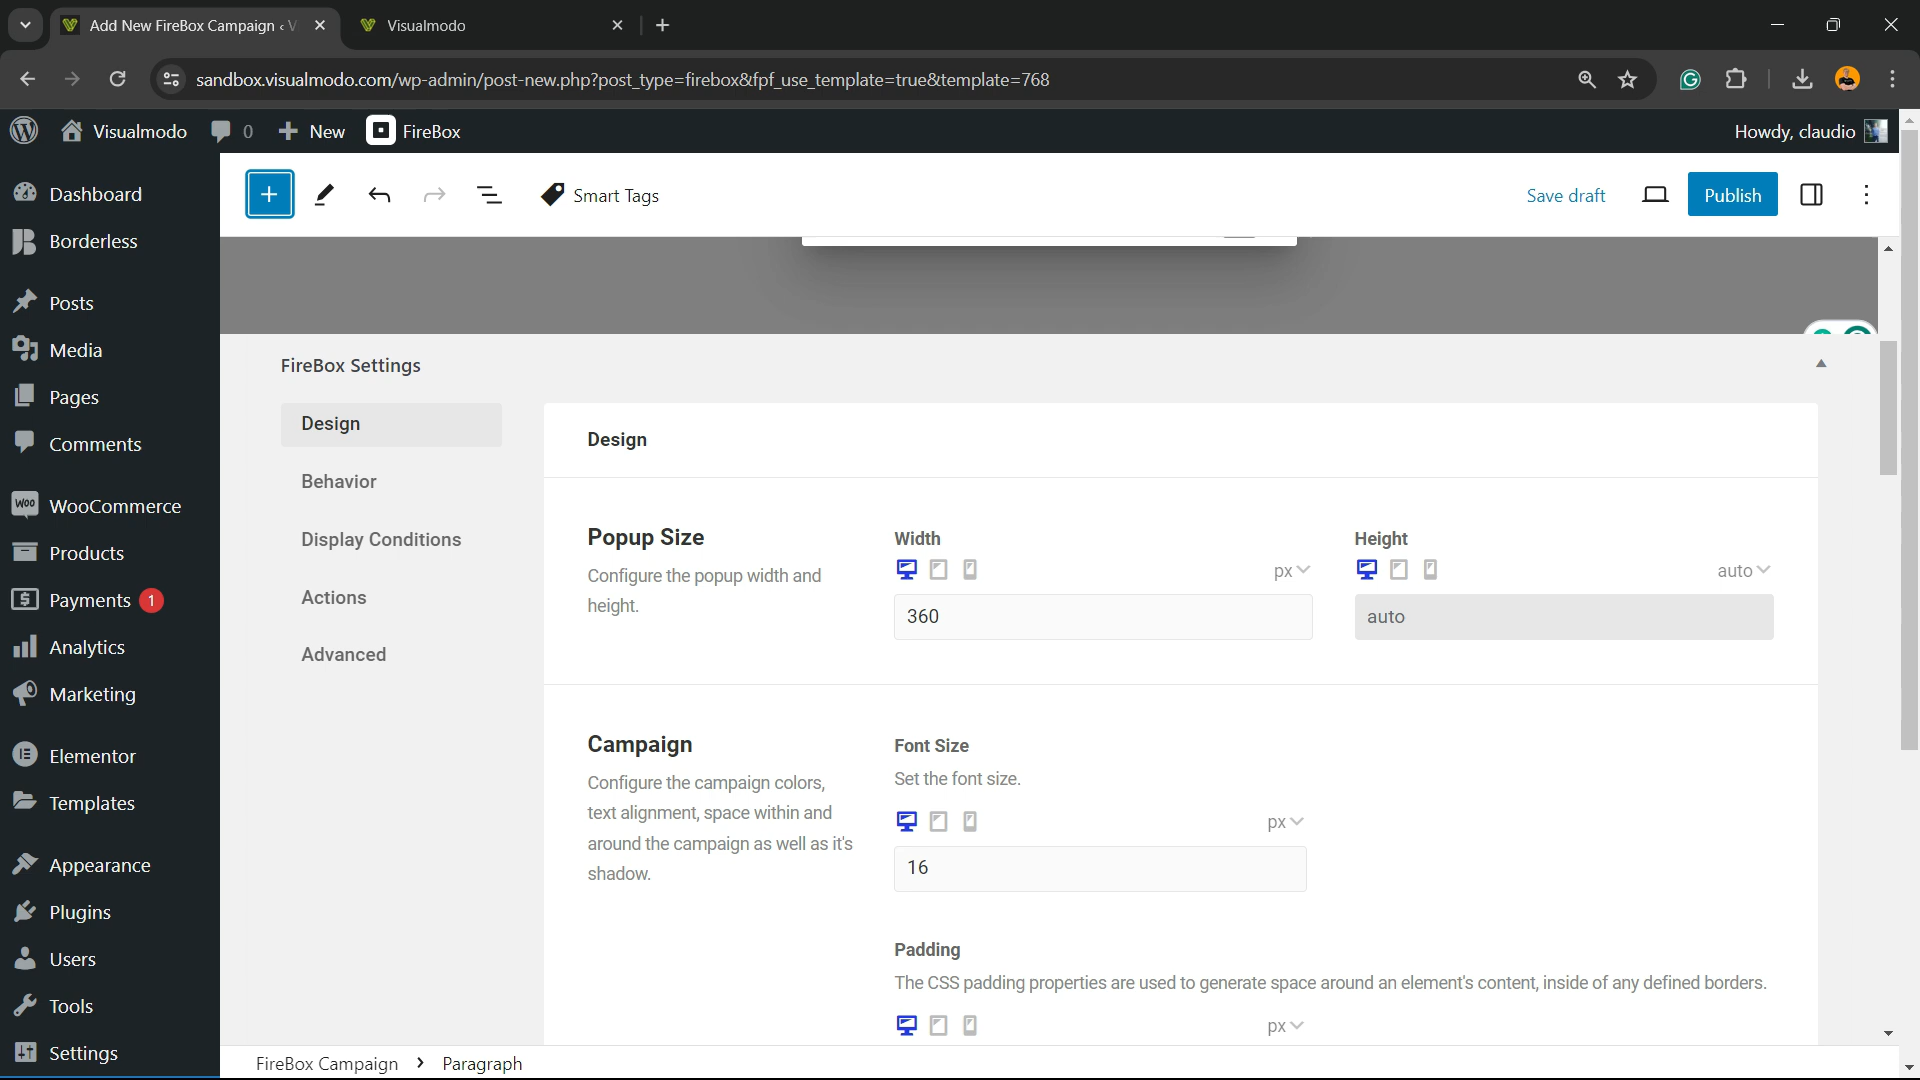 Add New FireBox Campaign ‹ V
Visualmodo
sandbox.visualmodo.com/wp-admin/post-new.php?post_type=firebox&fpf_use_template=true&template=768
Visualmodo
0
New
FireBox
Howdy, claudio
Smart Tags
Save draft
Publish
Dashboard
Borderless
Posts
Media
Pages
Comments
WooCommerce
Products
Payments 1
Analytics
Marketing
Elementor
Templates
Appearance
Plugins
Users
Tools
Settings
FireBox Settings
Design
Behavior
Display Conditions
Actions
Advanced
Design
Popup Size
Configure the popup width and
height.
Width
px
360
Height
auto
auto
Campaign
Configure the campaign colors,
text alignment, space within and
around the campaign as well as it's
shadow.
Font Size
Set the font size.
px
16
Padding
The CSS padding properties are used to generate space around an element's content, inside of any defined borders.
px
FireBox Campaign › Paragraph